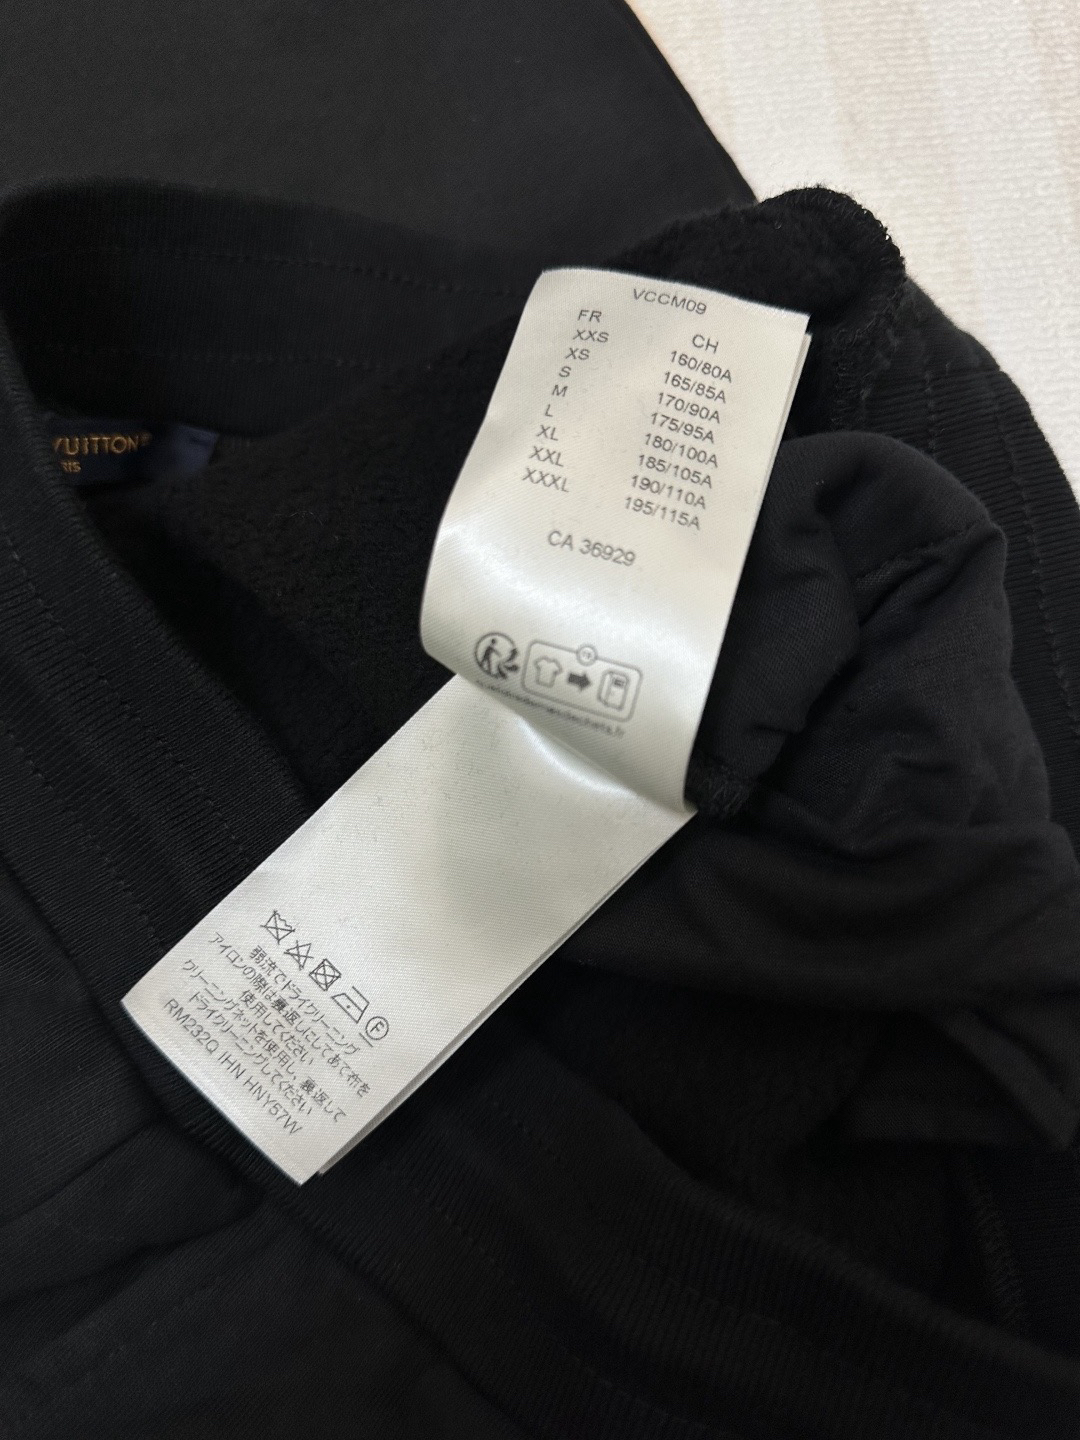 VCCM09
FR CH
XXS 160/80A
XS 165/85A
S 170/90A
M 175/95A
L 180/100A
XL 185/105A
XXL 190/110A
XXXL 195/115A
CA 36929
VUITTON
F
弱流でドライクリーニング
アイロンの際は裏返しにしてあて布を
使用してください
クリーニングネットを使用し、裏返して
ドライクリーニングしてください
RM232Q IHN HNY57W